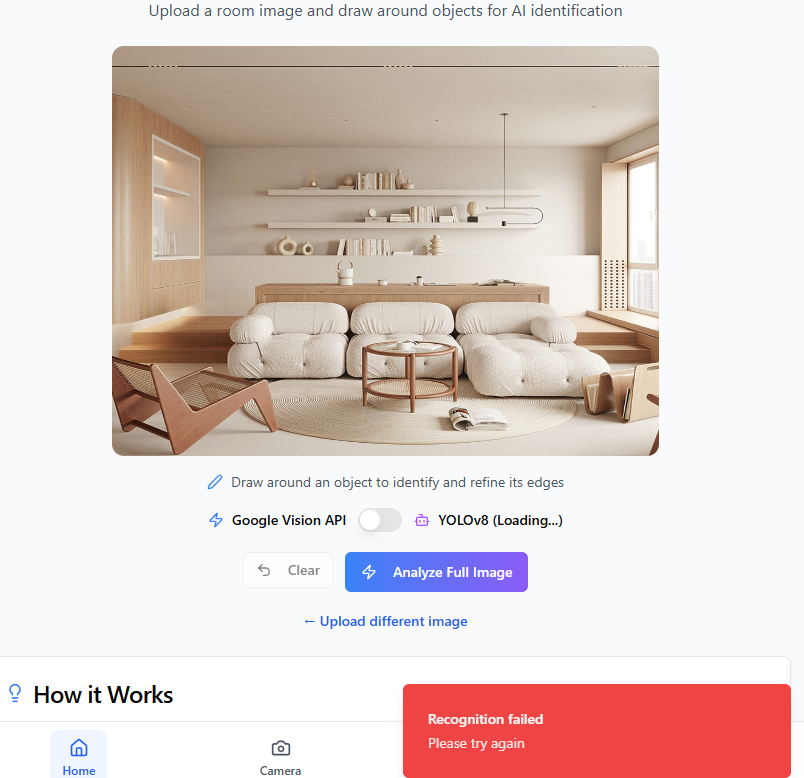 Upload a room image and draw around objects for AI identification
Draw around an object to identify and refine its edges
Google Vision API YOLOv8 (Loading...)
Clear Analyze Full Image
← Upload different image
How it Works
Recognition failed
Please try again
Home Camera